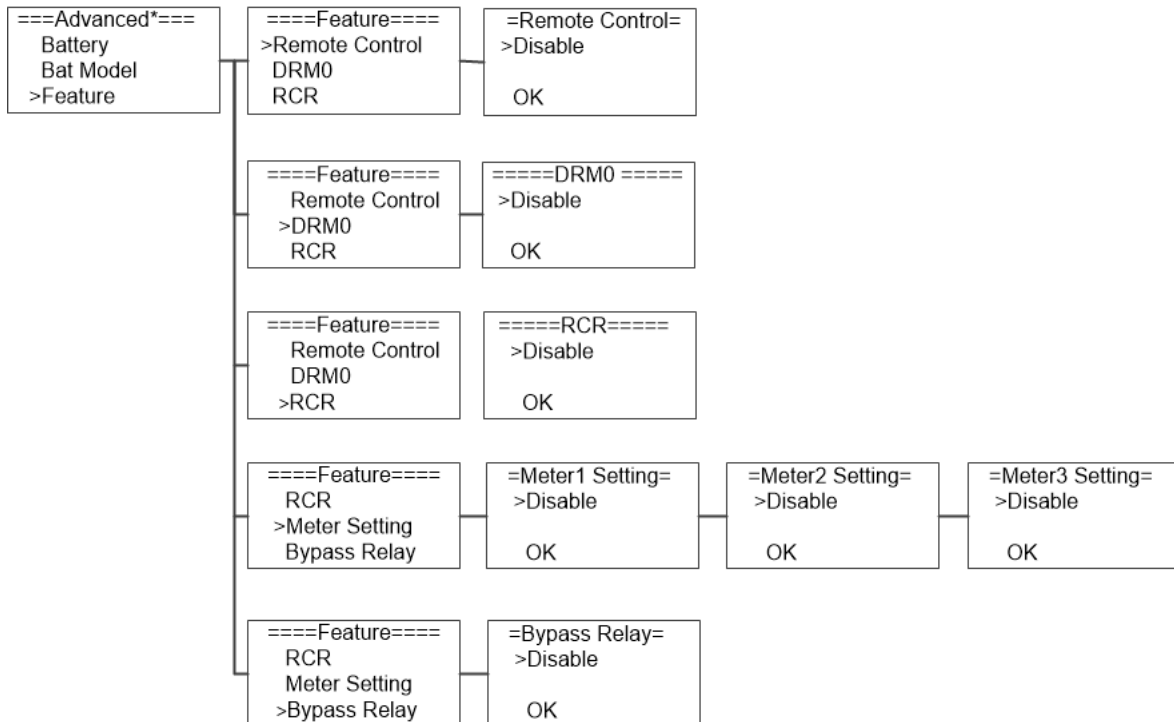 ===Advanced*===
Battery
Bat Model
>Feature
====Feature====
>Remote Control
DRM0
RCR
=Remote Control=
>Disable
OK
====Feature====
Remote Control
>DRM0
RCR
=====DRM0 =====
>Disable
OK
====Feature====
Remote Control
DRM0
>RCR
=====RCR=====
>Disable
OK
====Feature====
RCR
>Meter Setting
Bypass Relay
=Meter1 Setting=
>Disable
OK
=Meter2 Setting=
>Disable
OK
=Meter3 Setting=
>Disable
OK
====Feature====
RCR
Meter Setting
>Bypass Relay
=Bypass Relay=
>Disable
OK